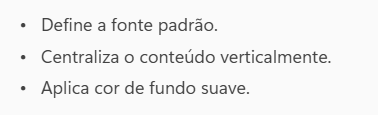 • Define a fonte padrão.
• Centraliza o conteúdo verticalmente.
• Aplica cor de fundo suave.